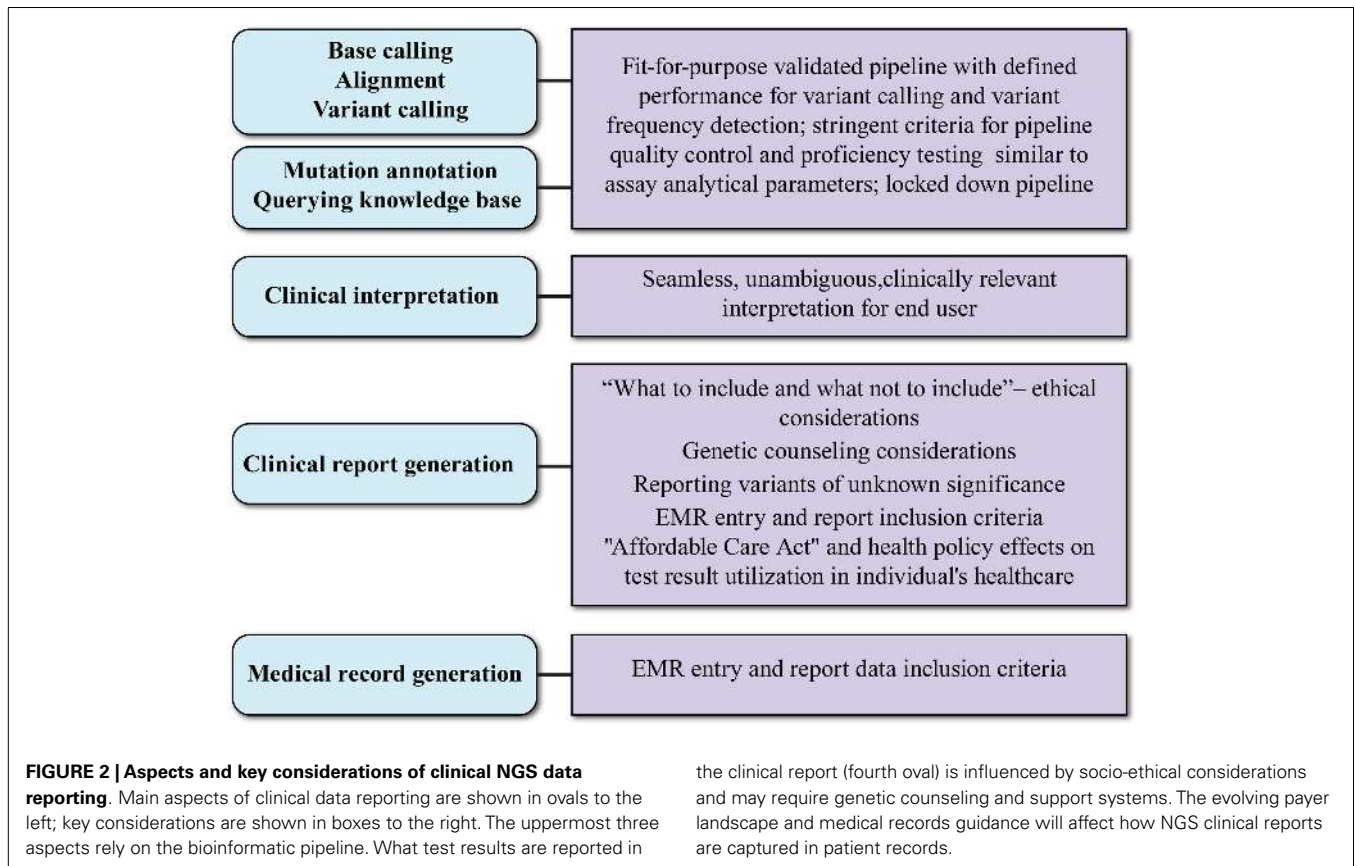 Base calling
Alignment
Variant calling
Fit-for-purpose validated pipeline with defined
performance for variant calling and variant
frequency detection; stringent criteria for pipeline
quality control and proficiency testing similar to
assay analytical parameters; locked down pipeline
Mutation annotation
Querying knowledge base
Clinical interpretation
Seamless, unambiguous,clinically relevant
interpretation for end user
Clinical report generation
“What to include and what not to include”– ethical
considerations
Genetic counseling considerations
Reporting variants of unknown significance
EMR entry and report inclusion criteria
"Affordable Care Act" and health policy effects on
test result utilization in individual's healthcare
Medical record generation
EMR entry and report data inclusion criteria
FIGURE 2 | Aspects and key considerations of clinical NGS data
reporting. Main aspects of clinical data reporting are shown in ovals to the
left; key considerations are shown in boxes to the right. The uppermost three
aspects rely on the bioinformatic pipeline. What test results are reported in
the clinical report (fourth oval) is influenced by socio-ethical considerations
and may require genetic counseling and support systems. The evolving payer
landscape and medical records guidance will affect how NGS clinical reports
are captured in patient records.